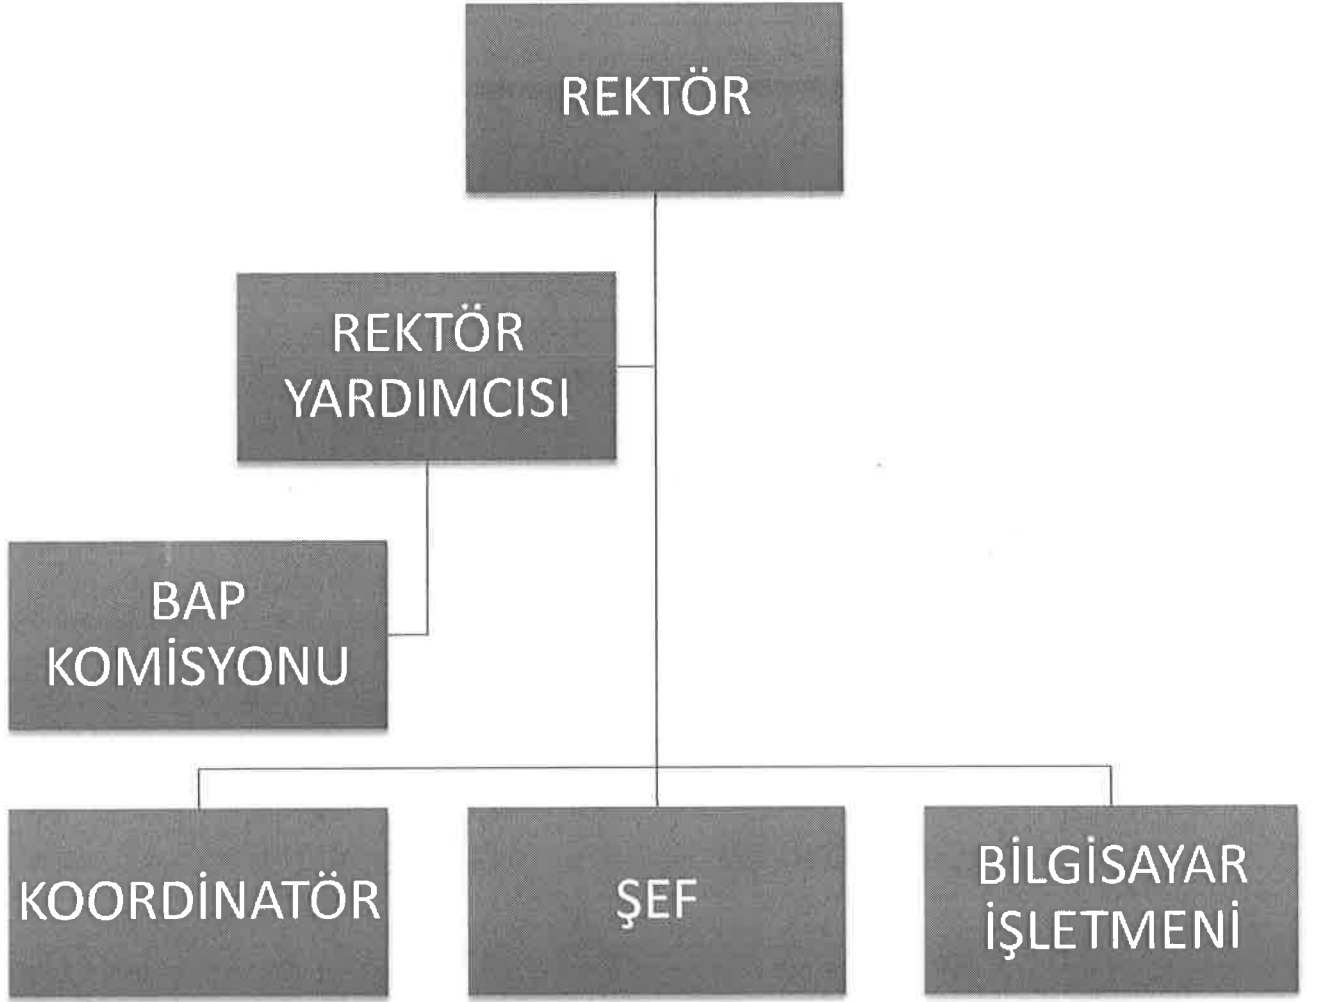 REKTÖR
REKTÖR
YARDIMCISI
BAP
KOMİSYONU
KOORDİNATÖR
ŞEF
BİLGİSAYAR
İŞLETMENİ